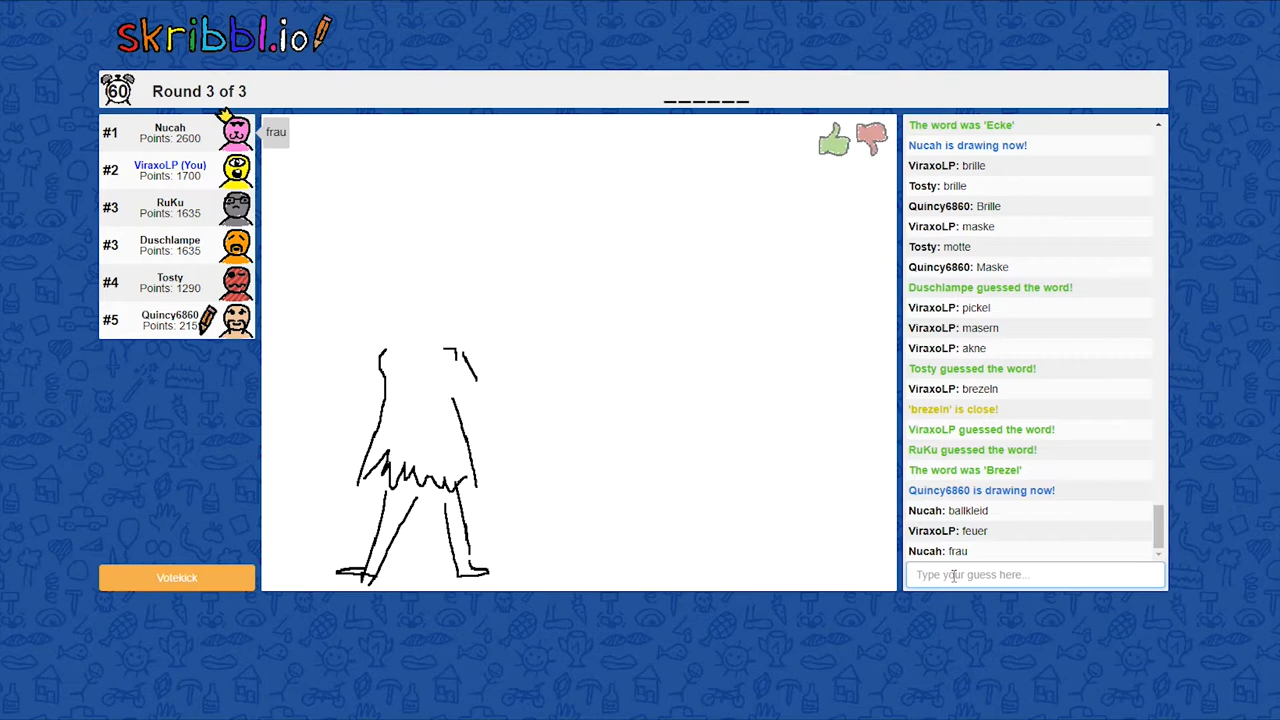 skribbl.io!
60 Round 3 of 3 ______
#1 Nucah
Points: 2600
#2 ViraxoLP (You)
Points: 1700
#3 RuKu
Points: 1635
#3 Duschlampe
Points: 1635
#4 Tosty
Points: 1290
#5 Quincy6860
Points: 215
Votekick
frau
The word was 'Ecke'
Nucah is drawing now!
ViraxoLP: brille
Tosty: brille
Quincy6860: Brille
ViraxoLP: maske
Tosty: motte
Quincy6860: Maske
Duschlampe guessed the word!
ViraxoLP: pickel
ViraxoLP: masern
ViraxoLP: akne
Tosty guessed the word!
ViraxoLP: brezeln
'brezeln' is close!
ViraxoLP guessed the word!
RuKu guessed the word!
The word was 'Brezel'
Quincy6860 is drawing now!
Nucah: ballkleid
ViraxoLP: feuer
Nucah: frau
Type your guess here...